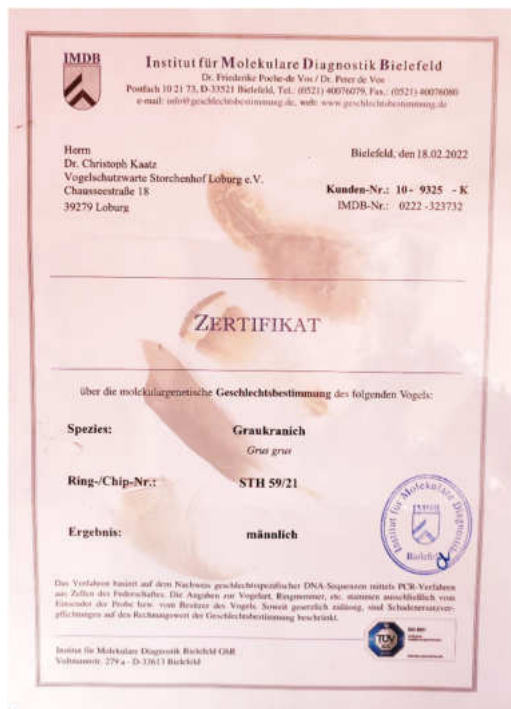 IMDB
Institut für Molekulare Diagnostik Bielefeld
Dr. Friederike Poche-de Vos / Dr. Peter de Vos
Postfach 10 21 73, D-33521 Bielefeld, Tel.: (0521) 40076079, Fax.: (0521) 40076080
e-mail: info@geschlechtsbestimmung.de, web: www.geschlechtsbestimmung.de
Herrn
Dr. Christoph Kaatz
Vogelschutzwarte Storchenhof Loburg e.V.
Chausseestraße 18
39279 Loburg
Bielefeld, den 18.02.2022
Kunden-Nr.: 10- 9325 - K
IMDB-Nr.: 0222 -323732
ZERTIFIKAT
über die molekulargenetische Geschlechtsbestimmung des folgenden Vogels:
Spezies: Graukranich
Grus grus
Ring-/Chip-Nr.: STH 59/21
Ergebnis: männlich
Institut für Molekulare Diagnostik
IMDB
Bielefeld
Das Verfahren basiert auf dem Nachweis geschlechtsspezifischer DNA-Sequenzen mittels PCR-Verfahren
aus Zellen des Federschaftes. Die Angaben zur Vogelart, Ringnummer, etc. stammen ausschließlich vom
Einsender der Probe bzw. vom Besitzer des Vogels. Soweit gesetzlich zulässig, sind Schadenersatzver-
pflichtungen auf den Rechnungswert der Geschlechtsbestimmung beschränkt.
Institut für Molekulare Diagnostik Bielefeld GbR
Voltmannstr. 279 a - D-33613 Bielefeld
TÜV
ISO 9001